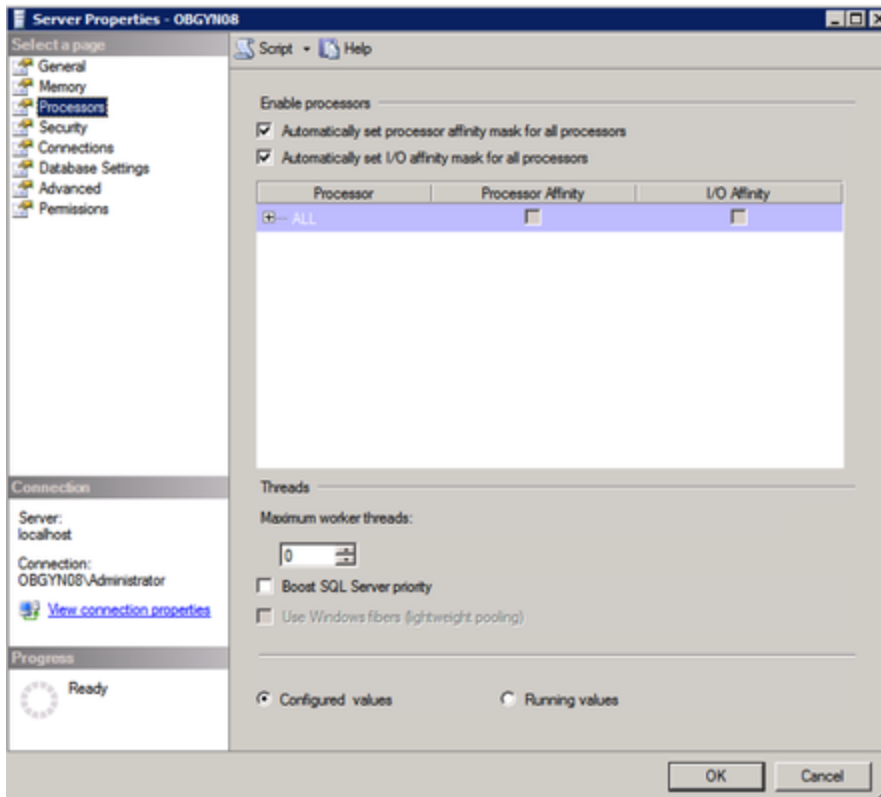 Server Properties - OBGYN08
Select a page
General
Memory
Processors
Security
Connections
Database Settings
Advanced
Permissions
Script
Help
Enable processors
Automatically set processor affinity mask for all processors
Automatically set I/O affinity mask for all processors
Processor Processor Affinity I/O Affinity
ALL
Threads
Maximum worker threads:
0
Boost SQL Server priority
Use Windows fibers (lightweight pooling)
Configured values Running values
Connection
Server:
localhost
Connection:
OBGYN08\Administrator
View connection properties
Progress
Ready
OK Cancel